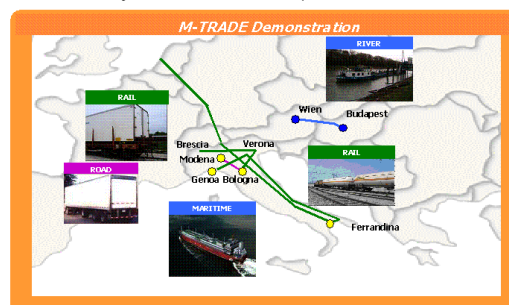 M-TRADE Demonstration
RIVER
RAIL
Wien
Budapest
Brescia
Verona
RAIL
Modena
ROAD
Genoa
Bologna
MARITIME
Ferrandina